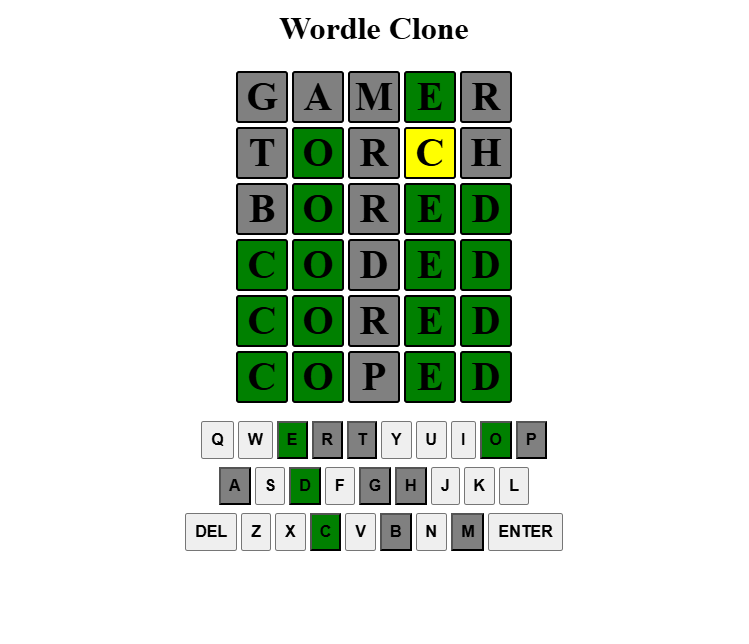 Wordle Clone
G A M E R
T O R C H
B O R E D
C O D E D
C O R E D
C O P E D
Q W E R T Y U I O P
A S D F G H J K L
DEL Z X C V B N M ENTER